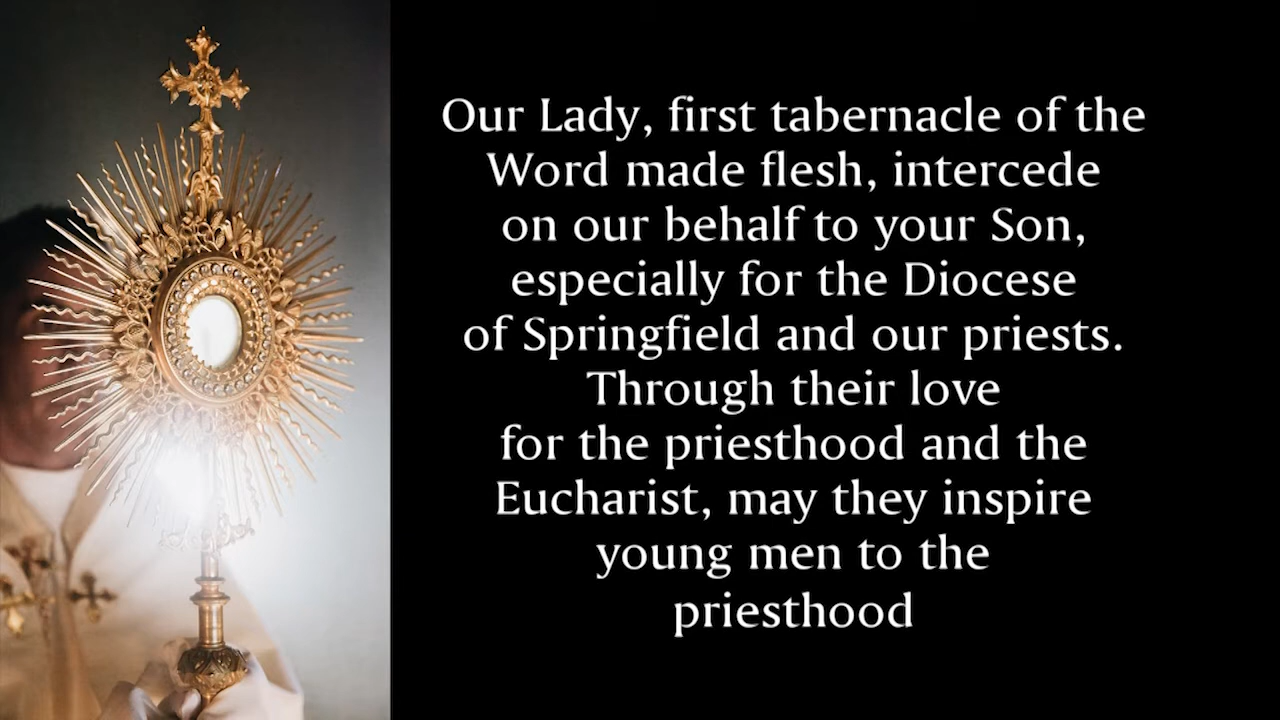 Our Lady, first tabernacle of the
Word made flesh, intercede
on our behalf to your Son,
especially for the Diocese
of Springfield and our priests.
Through their love
for the priesthood and the
Eucharist, may they inspire
young men to the
priesthood